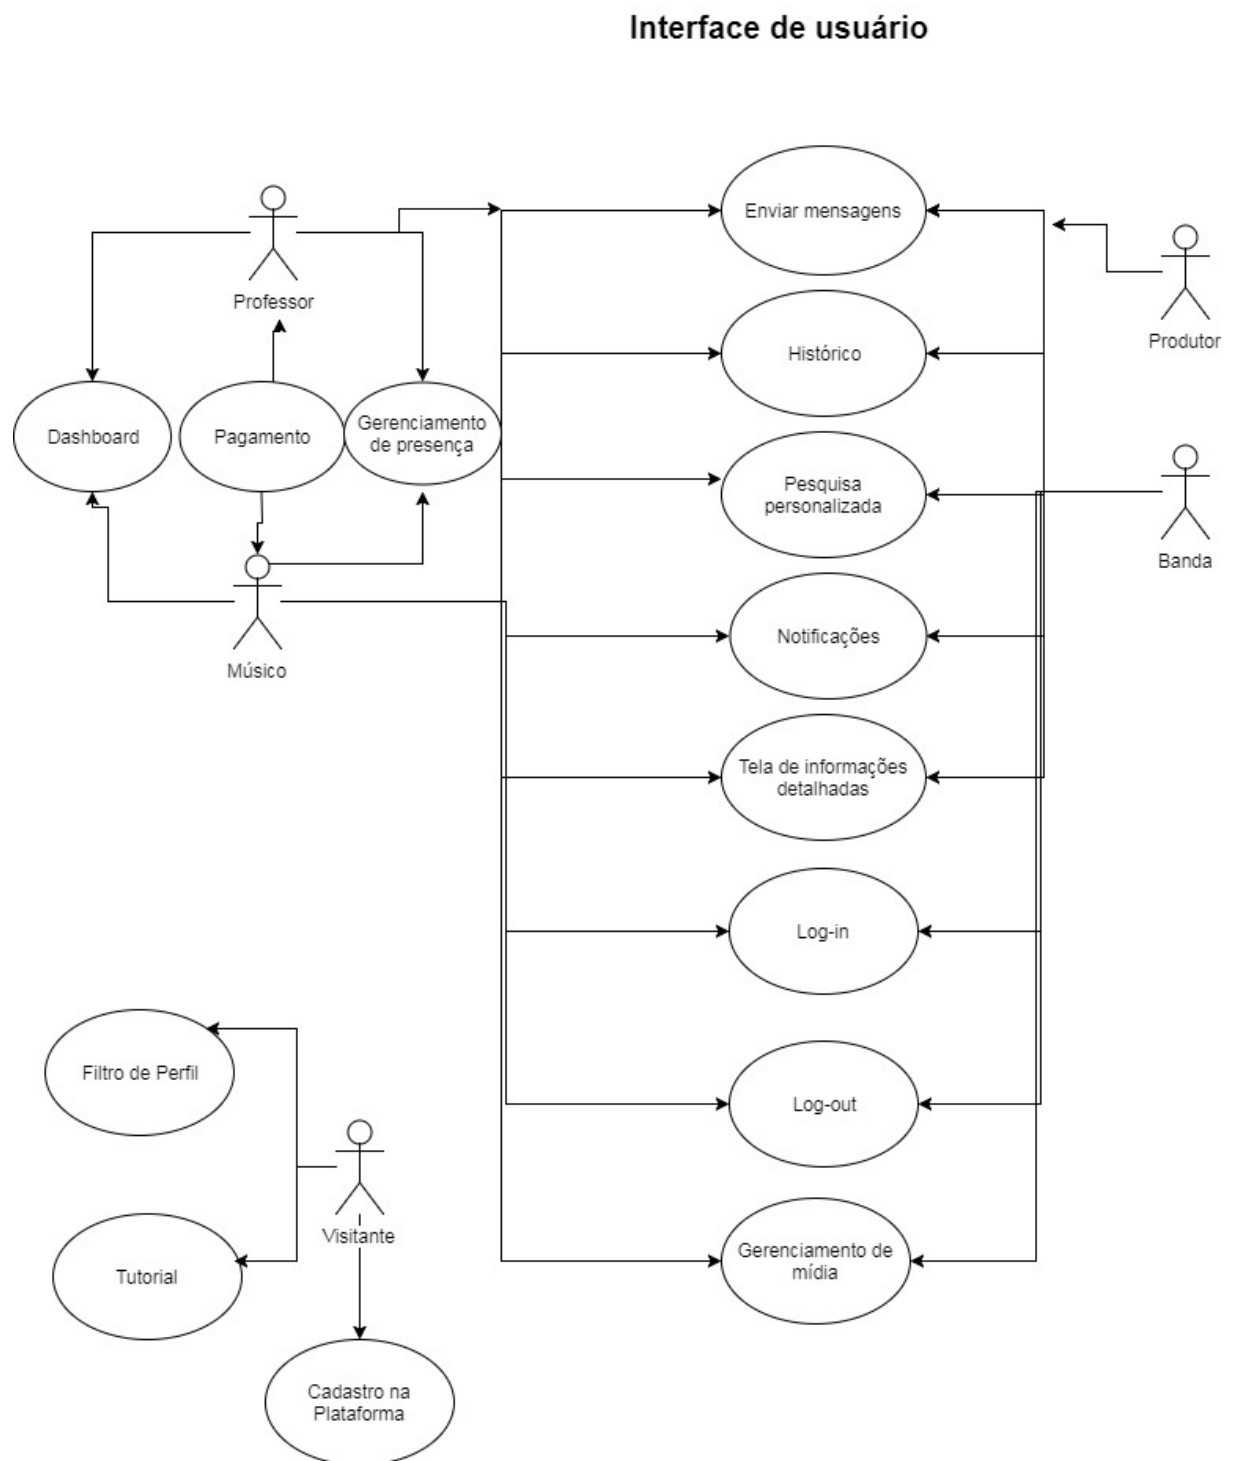 Interface de usuário
Enviar mensagens
Professor
Produtor
Histórico
Dashboard
Pagamento
Gerenciamento
de presença
Pesquisa
personalizada
Banda
Notificações
Músico
Tela de informações
detalhadas
Log-in
Filtro de Perfil
Log-out
Visitante
Tutorial
Gerenciamento de
mídia
Cadastro na
Plataforma